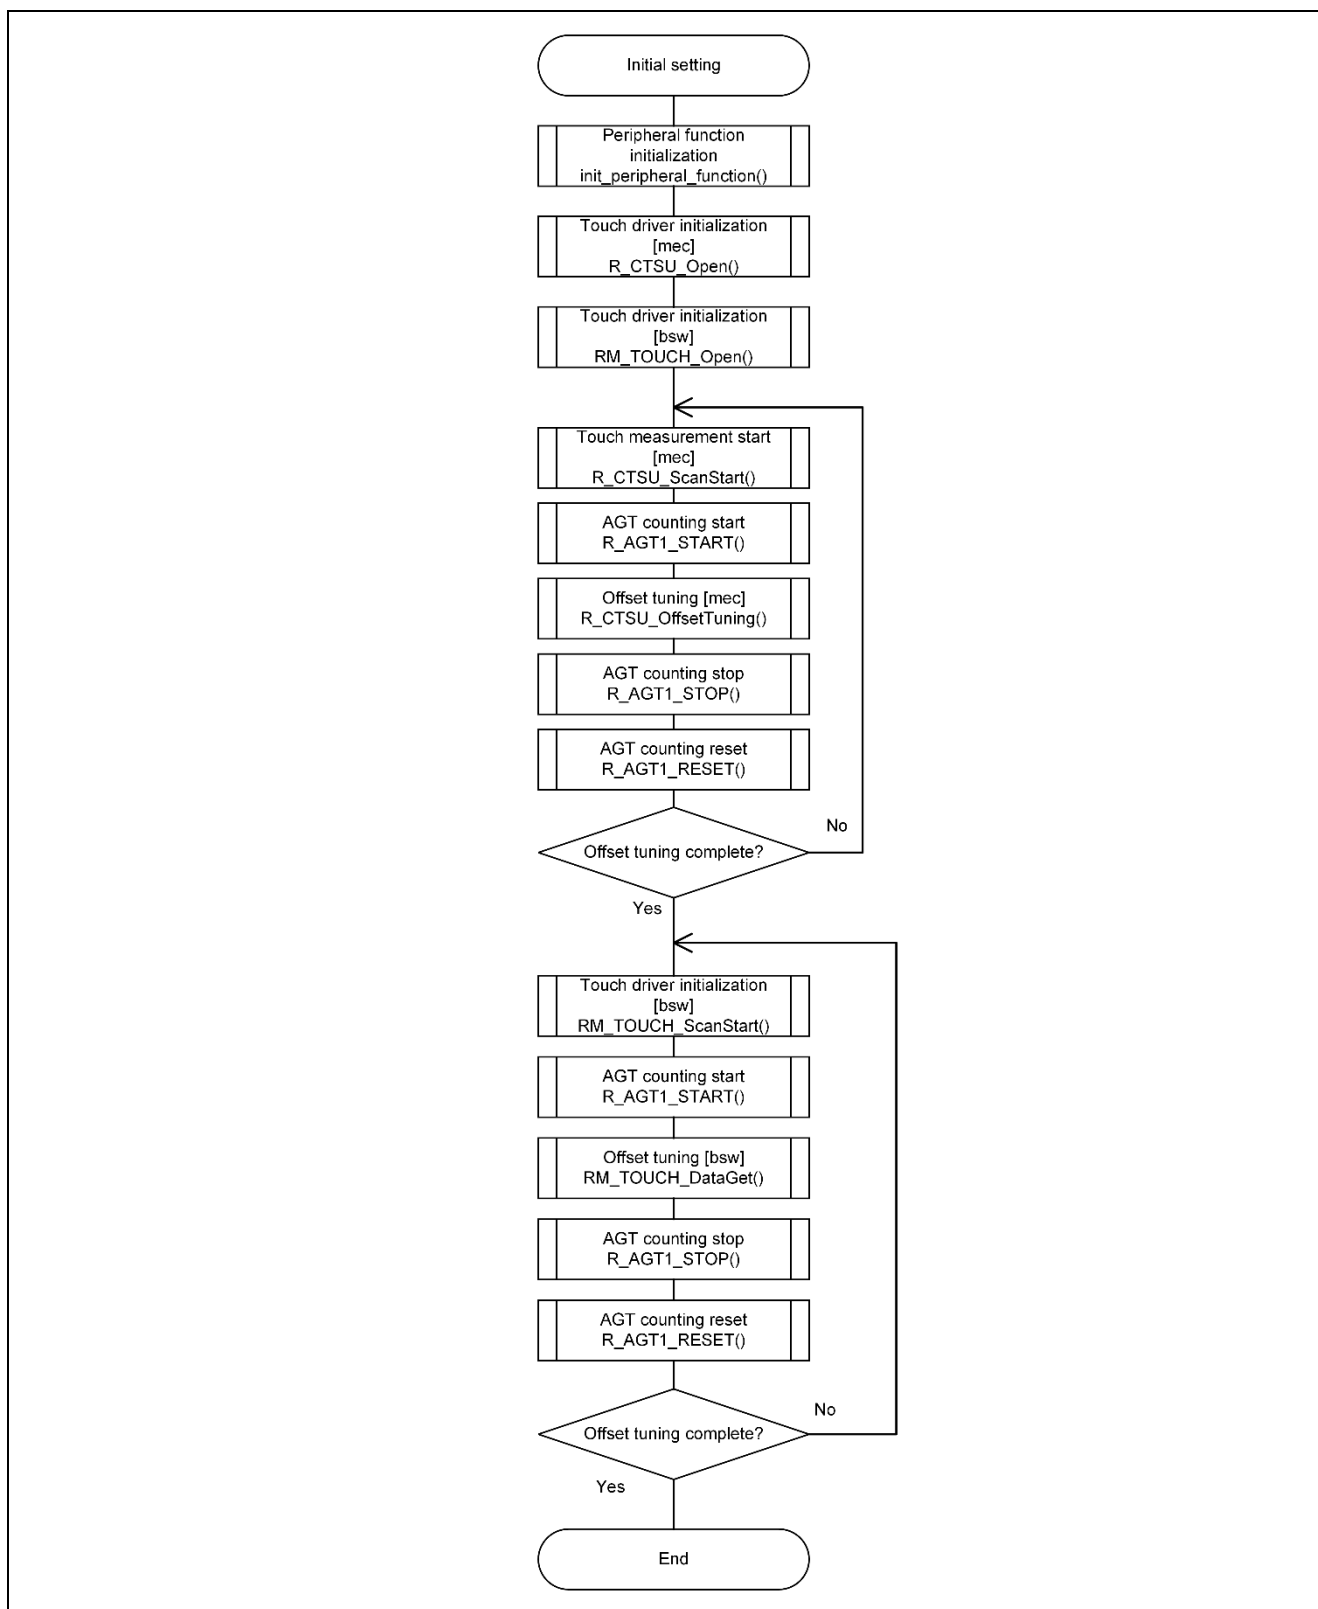 Initial setting
Peripheral function
initialization
init_peripheral_function()
Touch driver initialization
[mec]
R_CTSU_Open()
Touch driver initialization
[bsw]
RM_TOUCH_Open()
Touch measurement start
[mec]
R_CTSU_ScanStart()
AGT counting start
R_AGT1_START()
Offset tuning [mec]
R_CTSU_OffsetTuning()
AGT counting stop
R_AGT1_STOP()
AGT counting reset
R_AGT1_RESET()
No
Offset tuning complete?
Yes
Touch driver initialization
[bsw]
RM_TOUCH_ScanStart()
AGT counting start
R_AGT1_START()
Offset tuning [bsw]
RM_TOUCH_DataGet()
AGT counting stop
R_AGT1_STOP()
AGT counting reset
R_AGT1_RESET()
No
Offset tuning complete?
Yes
End